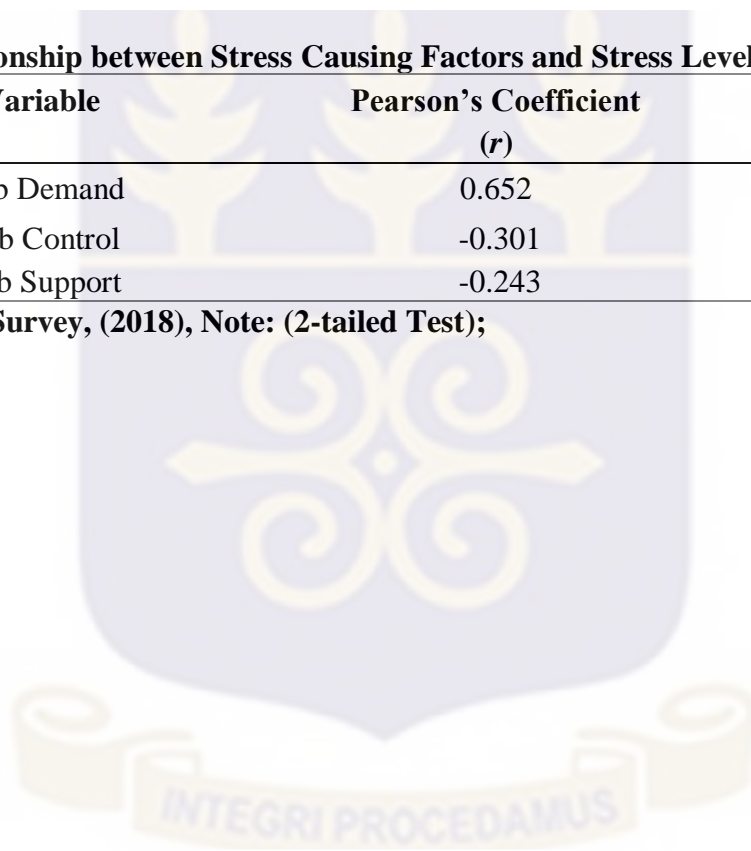 onship between Stress Causing Factors and Stress Level
Variable Pearson's Coefficient
(r)
b Demand 0.652
b Control -0.301
b Support -0.243
Survey, (2018), Note: (2-tailed Test);
INTEGRI PROCEDAMUS